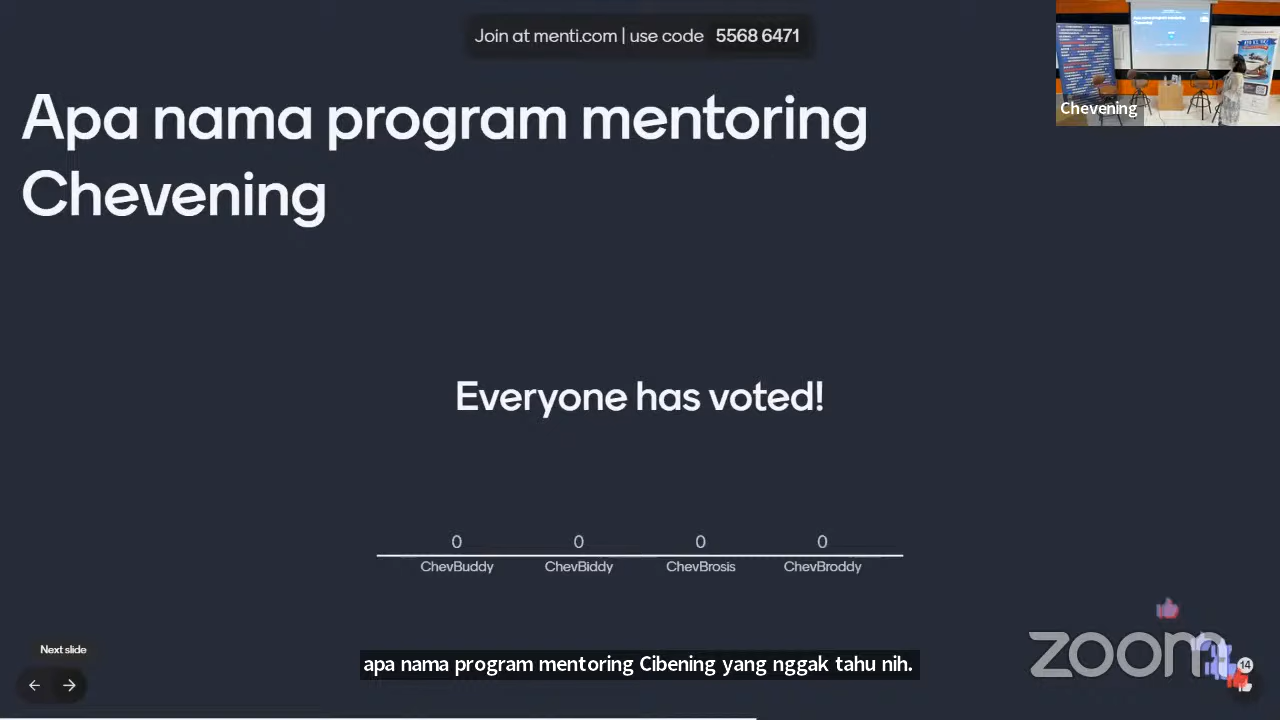 Join at menti.com | use code 5568 6471
Apa nama program mentoring
Chevening
Chevening
Everyone has voted!
0 0 0 0
ChevBuddy ChevBiddy ChevBrosis ChevBroddy
Next slide
apa nama program mentoring Cibening yang nggak tahu nih.
zoom
14